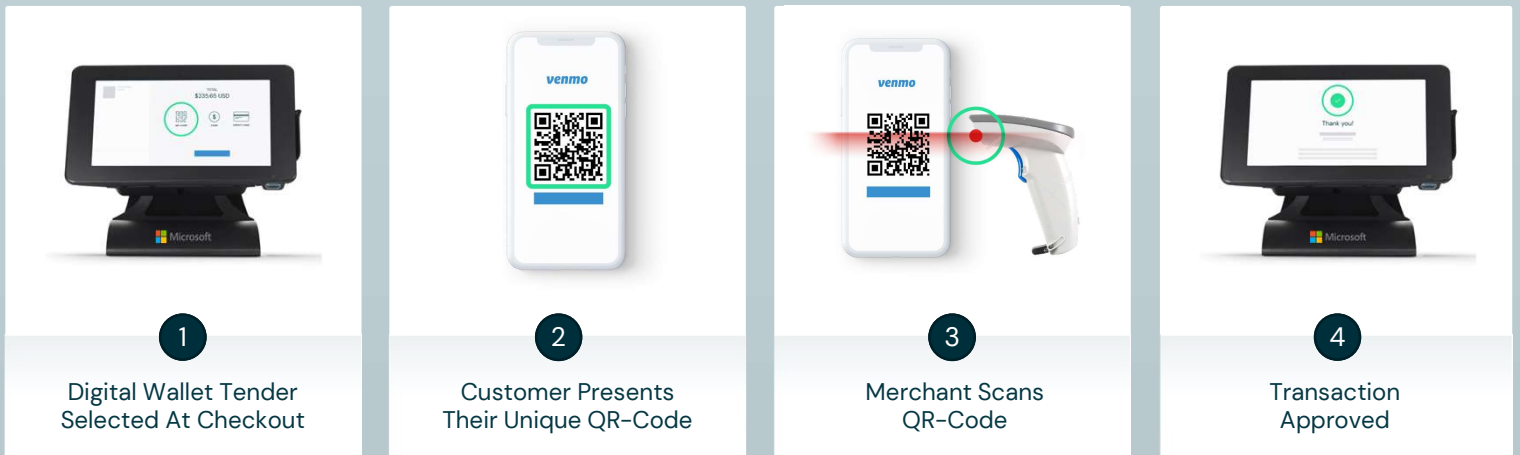 TOTAL
$235.65 USD
Microsoft
1
Digital Wallet Tender
Selected At Checkout
venmo
2
Customer Presents
Their Unique QR-Code
venmo
3
Merchant Scans
QR-Code
Thank you!
Microsoft
4
Transaction
Approved